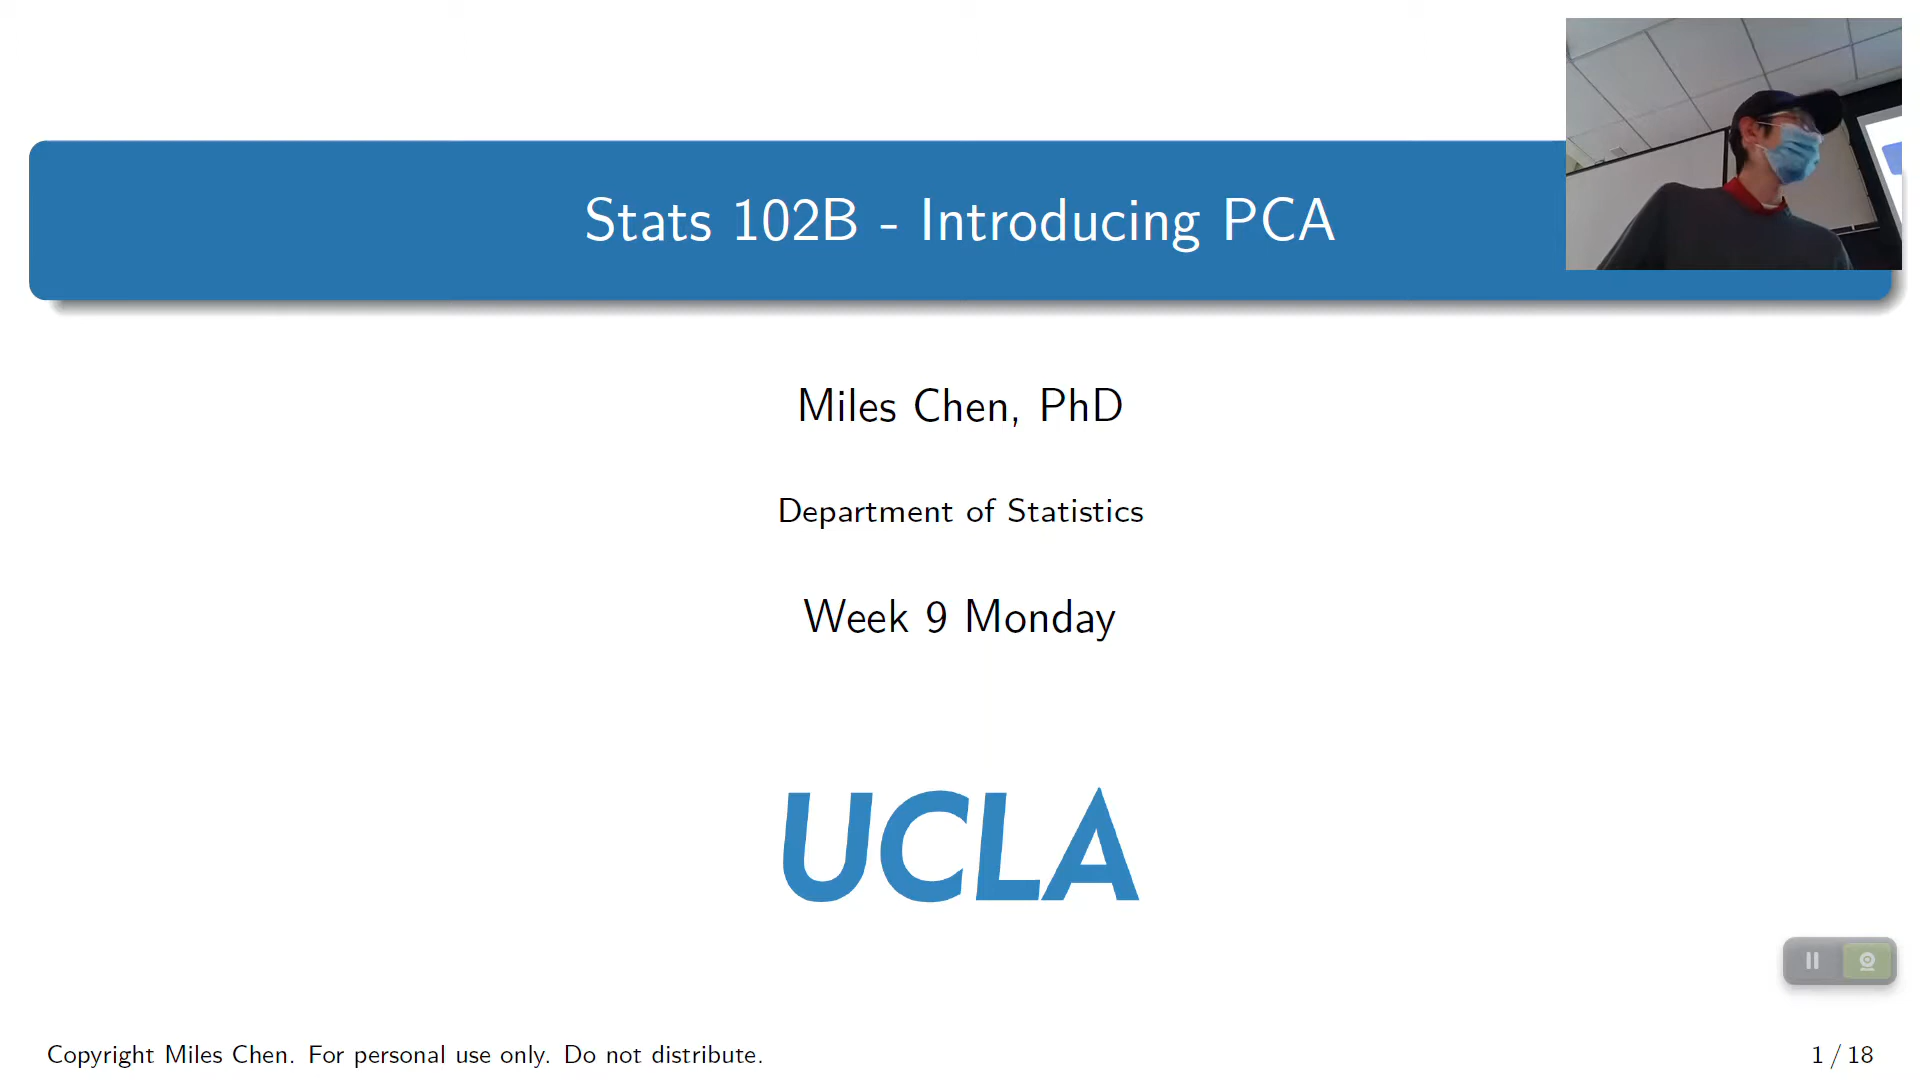 Stats 102B - Introducing PCA
Miles Chen, PhD
Department of Statistics
Week 9 Monday
UCLA
Copyright Miles Chen. For personal use only. Do not distribute.
1 / 18